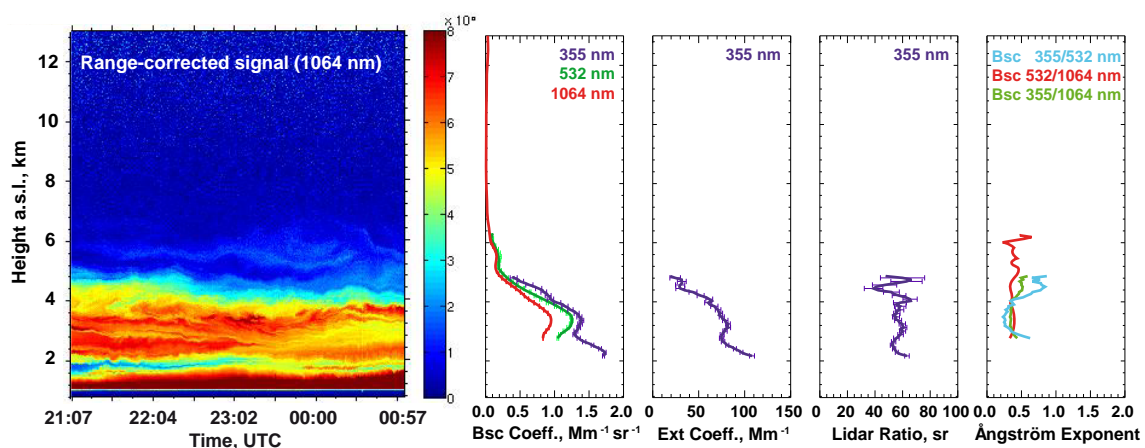 × 10⁸
Range-corrected signal (1064 nm)
12
10
8
6
4
2
Height a.s.l., km
21:07 22:04 23:02 00:00 00:57
Time, UTC
8
7
6
5
4
3
2
1
0
355 nm
532 nm
1064 nm
0.0 0.5 1.0 1.5 2.0
Bsc Coeff., Mm⁻¹ sr⁻¹
355 nm
0 50 100 150
Ext Coeff., Mm⁻¹
355 nm
0 20 40 60 80 100
Lidar Ratio, sr
Bsc 355/532 nm
Bsc 532/1064 nm
Bsc 355/1064 nm
0.0 0.5 1.0 1.5 2.0
Ångström Exponent